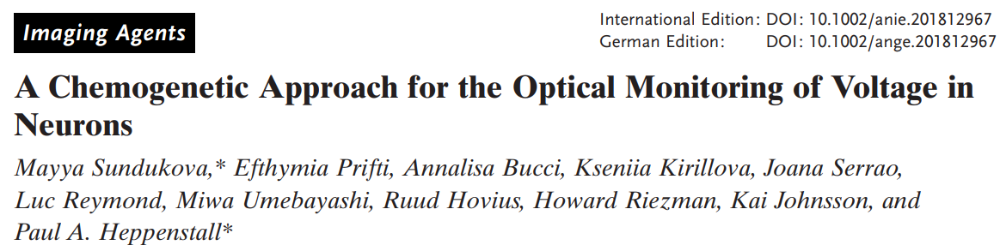 Imaging Agents
International Edition: DOI: 10.1002/anie.201812967
German Edition: DOI: 10.1002/ange.201812967
A Chemogenetic Approach for the Optical Monitoring of Voltage in
Neurons
Mayya Sundukova,* Efthymia Prifti, Annalisa Bucci, Kseniia Kirillova, Joana Serrao,
Luc Reymond, Miwa Umebayashi, Ruud Hovius, Howard Riezman, Kai Johnsson, and
Paul A. Heppenstall*